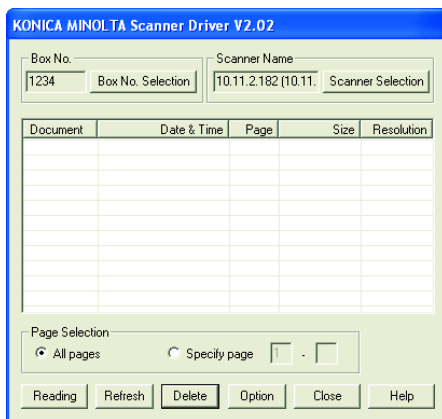 KONICA MINOLTA Scanner Driver V2.02
Box No. Scanner Name
1234 Box No. Selection 10.11.2.182 (10.11. Scanner Selection
Document Date & Time Page Size Resolution
Page Selection
All pages Specify page 1 -
Reading Refresh Delete Option Close Help